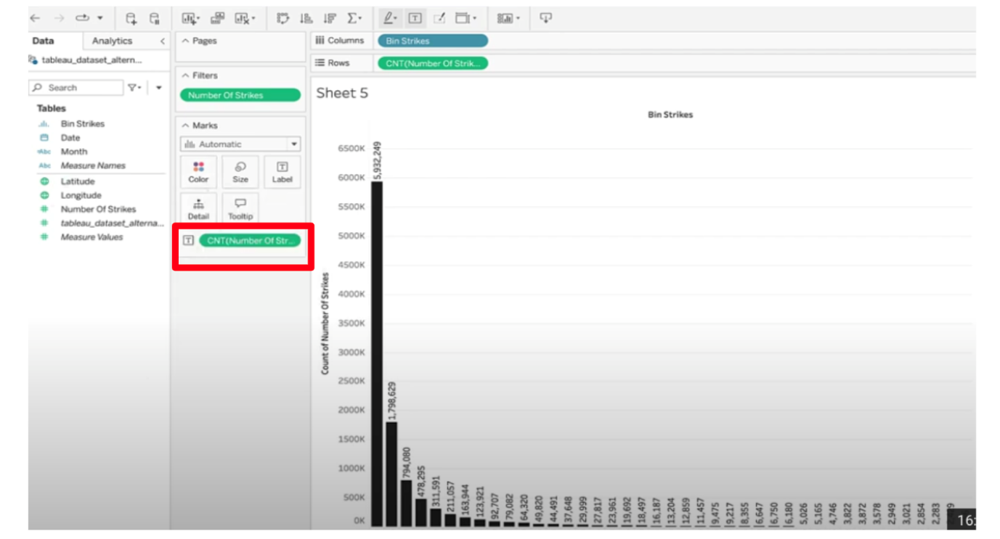 Data Analytics <
tableau_dataset_altern...
Search
Tables
Bin Strikes
Date
Abc Month
Abc Measure Names
Latitude
Longitude
# Number Of Strikes
# tableau_dataset_alterna...
# Measure Values
Pages
Filters
Number Of Strikes
Marks
Automatic
Color Size Label
Detail Tooltip
CNT(Number Of Str...
Columns Bin Strikes
Rows CNT(Number Of Strik...
Sheet 5
Bin Strikes
Count of Number Of Strikes
6500K
6000K
5500K
5000K
4500K
4000K
3500K
3000K
2500K
2000K
1500K
1000K
500K
0K
5,932,249
1,798,629
794,080
478,295
311,591
211,057
163,944
123,921
92,707
79,082
64,320
49,820
44,491
37,648
29,999
27,817
23,961
19,692
18,497
16,187
13,204
12,859
11,457
9,475
9,217
8,355
6,647
6,750
6,180
5,026
5,165
4,746
3,822
3,872
3,578
2,949
3,021
2,854
2,283
16: